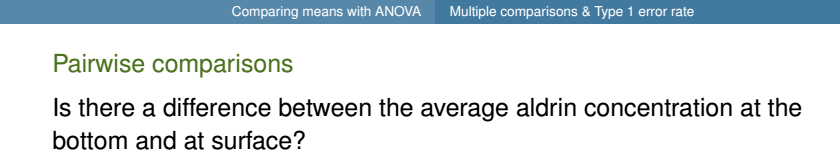 Comparing means with ANOVA Multiple comparisons & Type 1 error rate
Pairwise comparisons
Is there a difference between the average aldrin concentration at the
bottom and at surface?